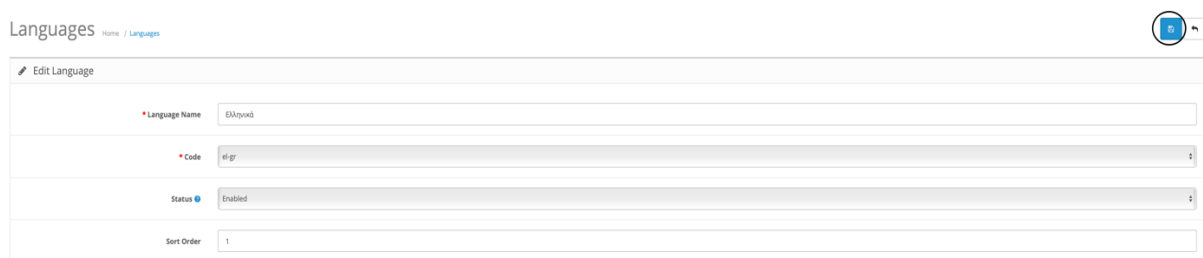 Languages Home / Languages
Edit Language
* Language Name Ελληνικά
* Code el-gr
Status Enabled
Sort Order 1